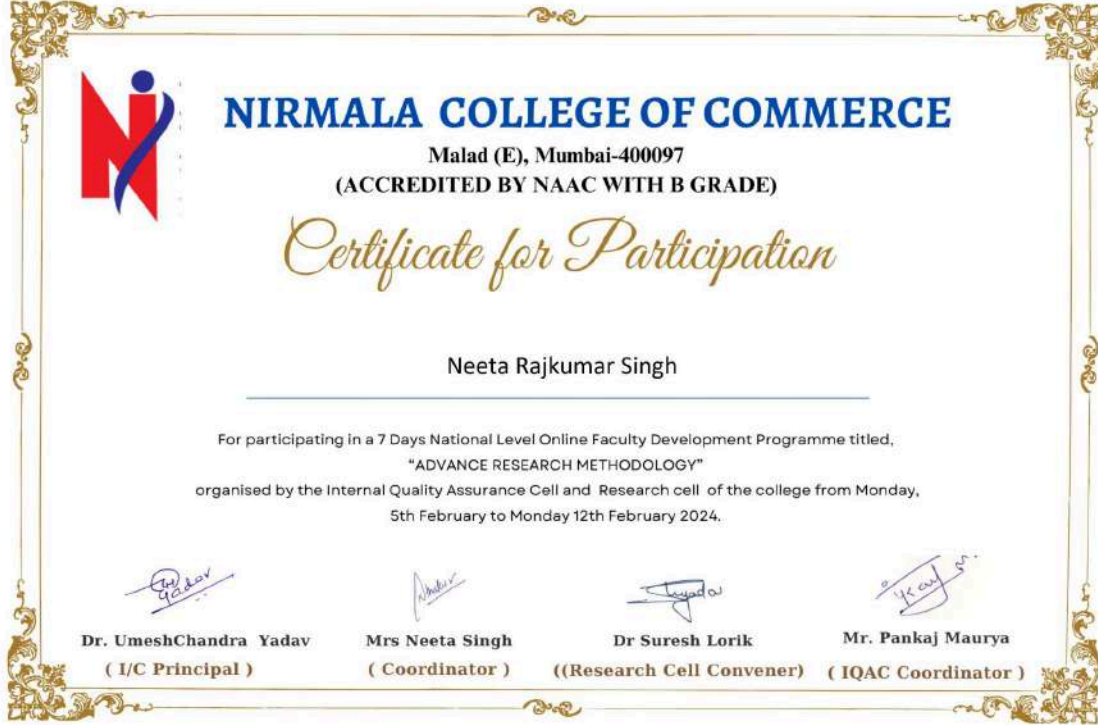 NIRMALA COLLEGE OF COMMERCE
Malad (E), Mumbai-400097
(ACCREDITED BY NAAC WITH B GRADE)
Certificate for Participation
Neeta Rajkumar Singh
For participating in a 7 Days National Level Online Faculty Development Programme titled,
“ADVANCE RESEARCH METHODOLOGY”
organised by the Internal Quality Assurance Cell and Research cell of the college from Monday,
5th February to Monday 12th February 2024.
Dr. UmeshChandra Yadav
Mrs Neeta Singh
Dr Suresh Lorik
Mr. Pankaj Maurya
( I/C Principal )
( Coordinator )
((Research Cell Convener)
( IQAC Coordinator )